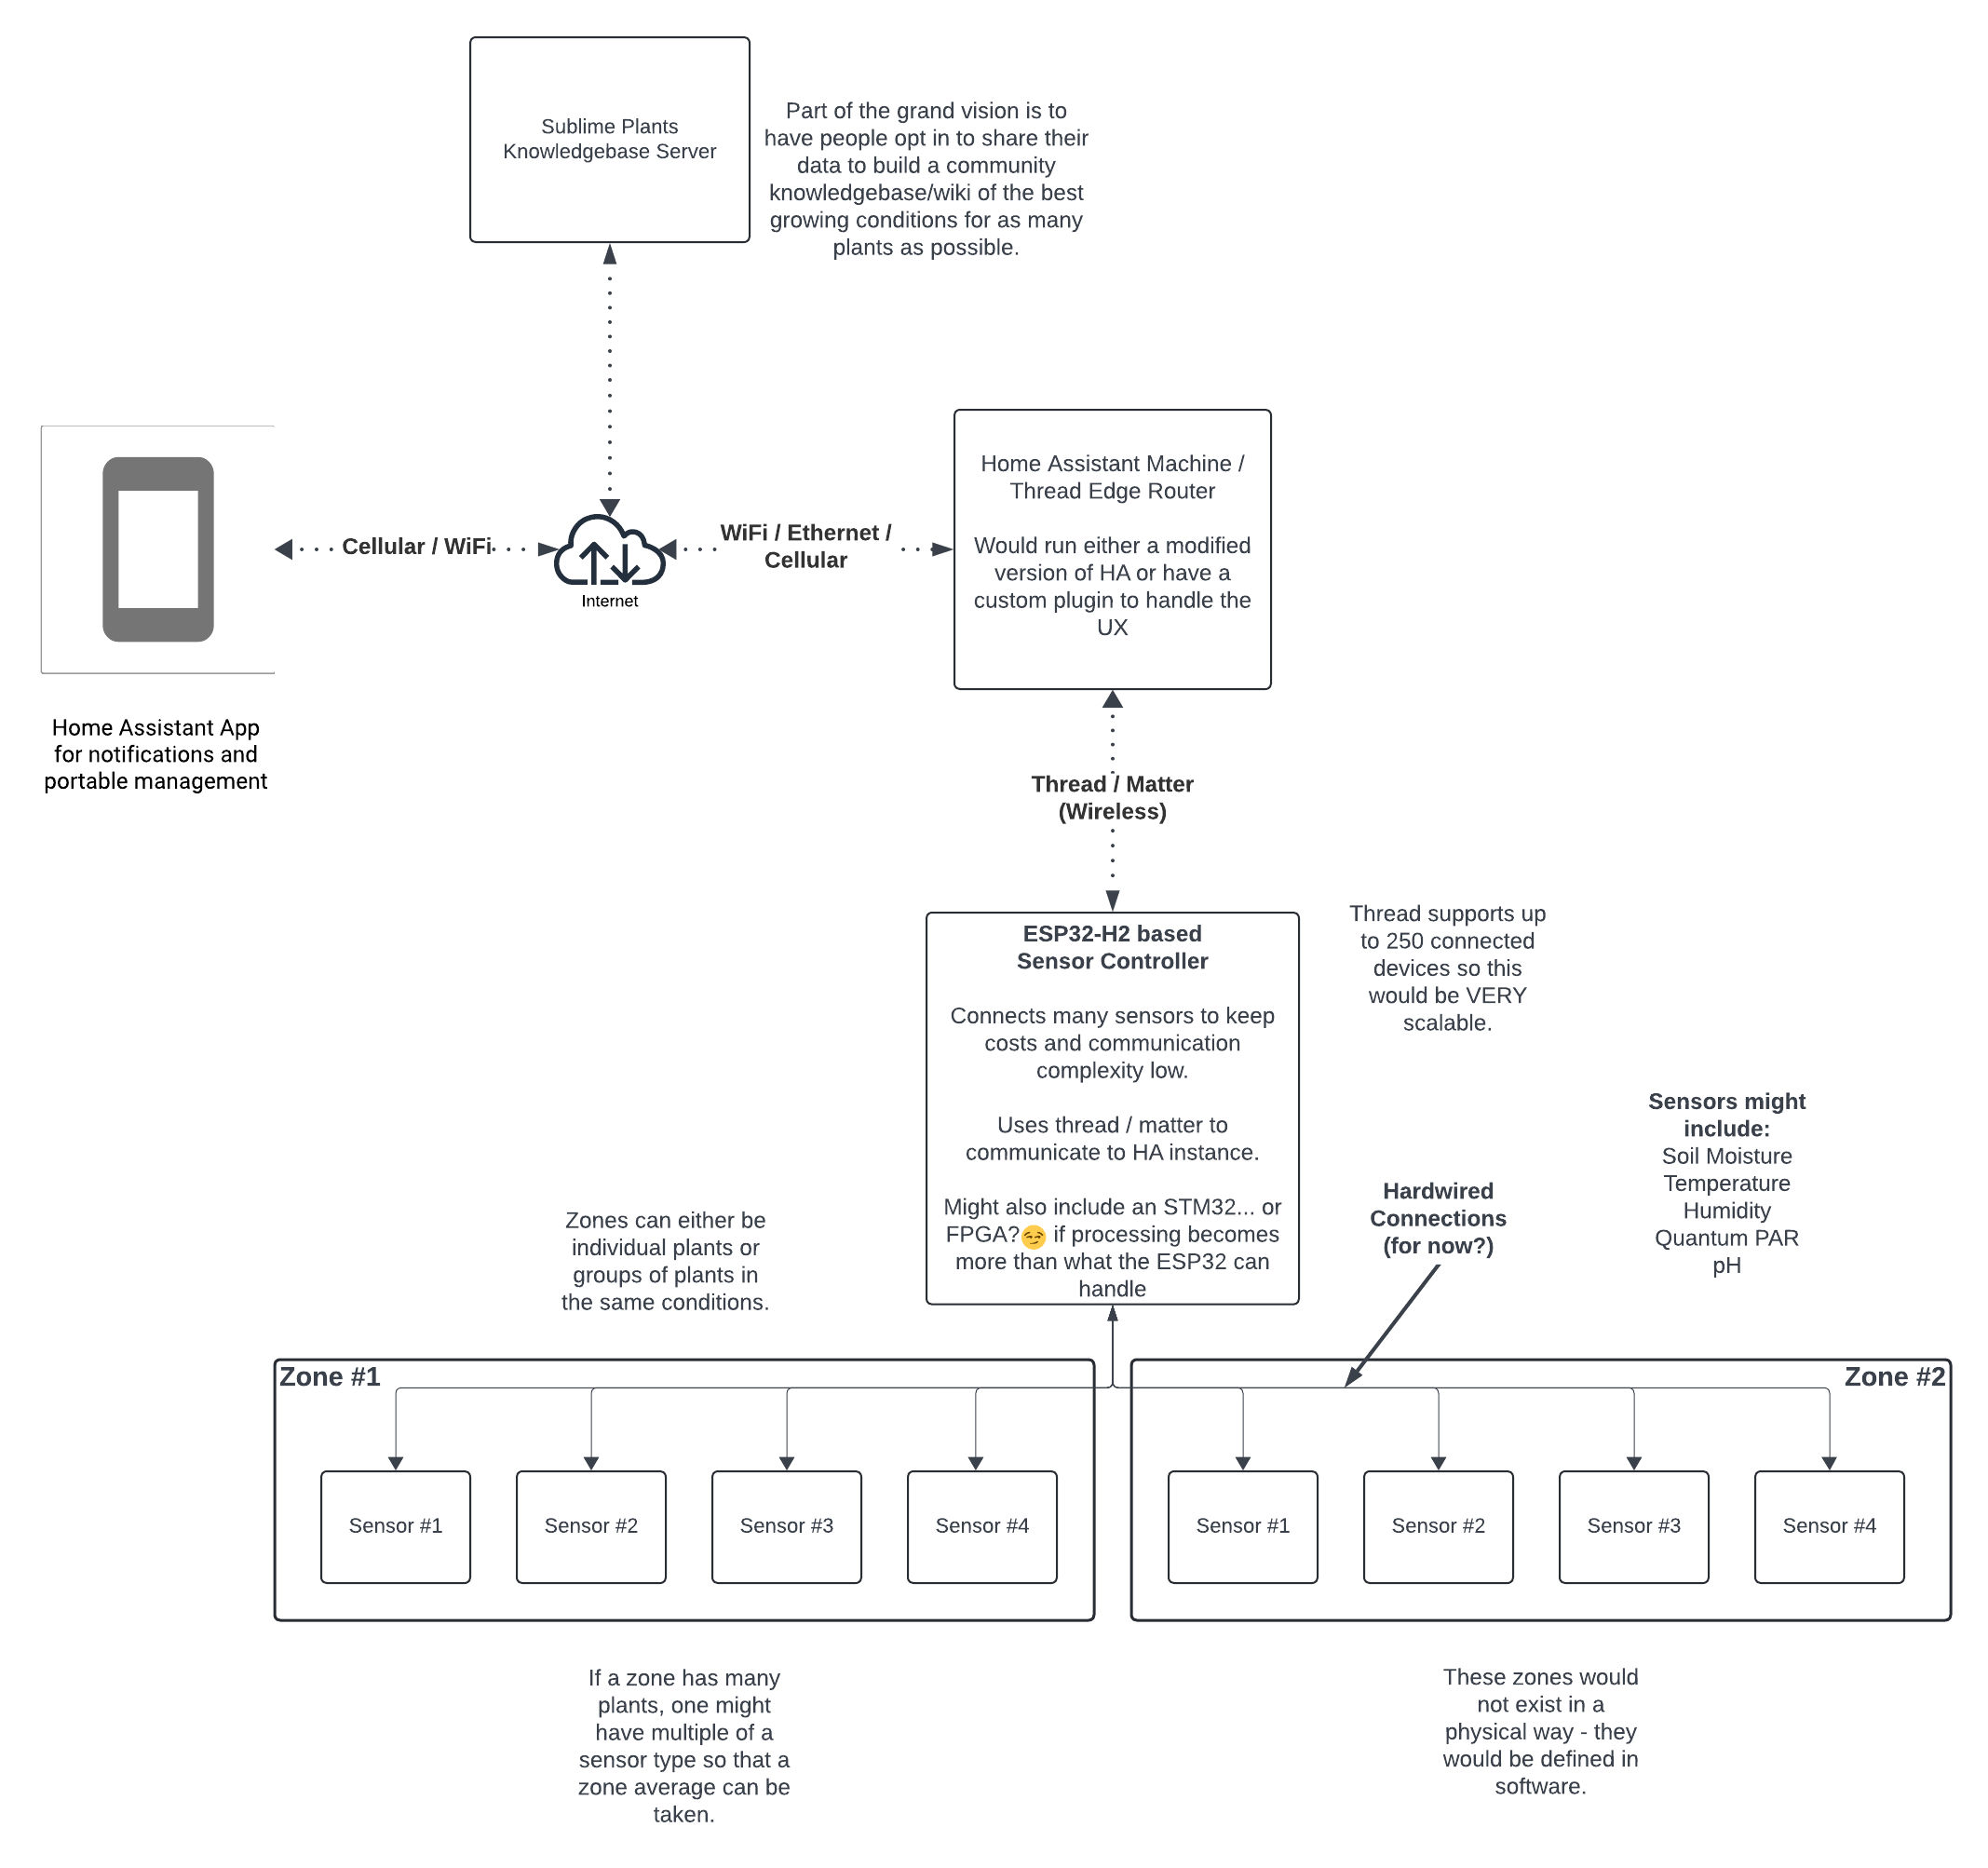 Sublime Plants
Knowledgebase Server
Part of the grand vision is to
have people opt in to share their
data to build a community
knowledgebase/wiki of the best
growing conditions for as many
plants as possible.
Home Assistant App
for notifications and
portable management
Cellular / WiFi
Internet
WiFi / Ethernet /
Cellular
Home Assistant Machine /
Thread Edge Router
Would run either a modified
version of HA or have a
custom plugin to handle the
UX
Thread / Matter
(Wireless)
ESP32-H2 based
Sensor Controller
Connects many sensors to keep
costs and communication
complexity low.
Uses thread / matter to
communicate to HA instance.
Might also include an STM32... or
FPGA?😏 if processing becomes
more than what the ESP32 can
handle
Thread supports up
to 250 connected
devices so this
would be VERY
scalable.
Sensors might
include:
Soil Moisture
Temperature
Humidity
Quantum PAR
pH
Hardwired
Connections
(for now?)
Zones can either be
individual plants or
groups of plants in
the same conditions.
Zone #1
Sensor #1
Sensor #2
Sensor #3
Sensor #4
Zone #2
Sensor #1
Sensor #2
Sensor #3
Sensor #4
If a zone has many
plants, one might
have multiple of a
sensor type so that a
zone average can be
taken.
These zones would
not exist in a
physical way - they
would be defined in
software.